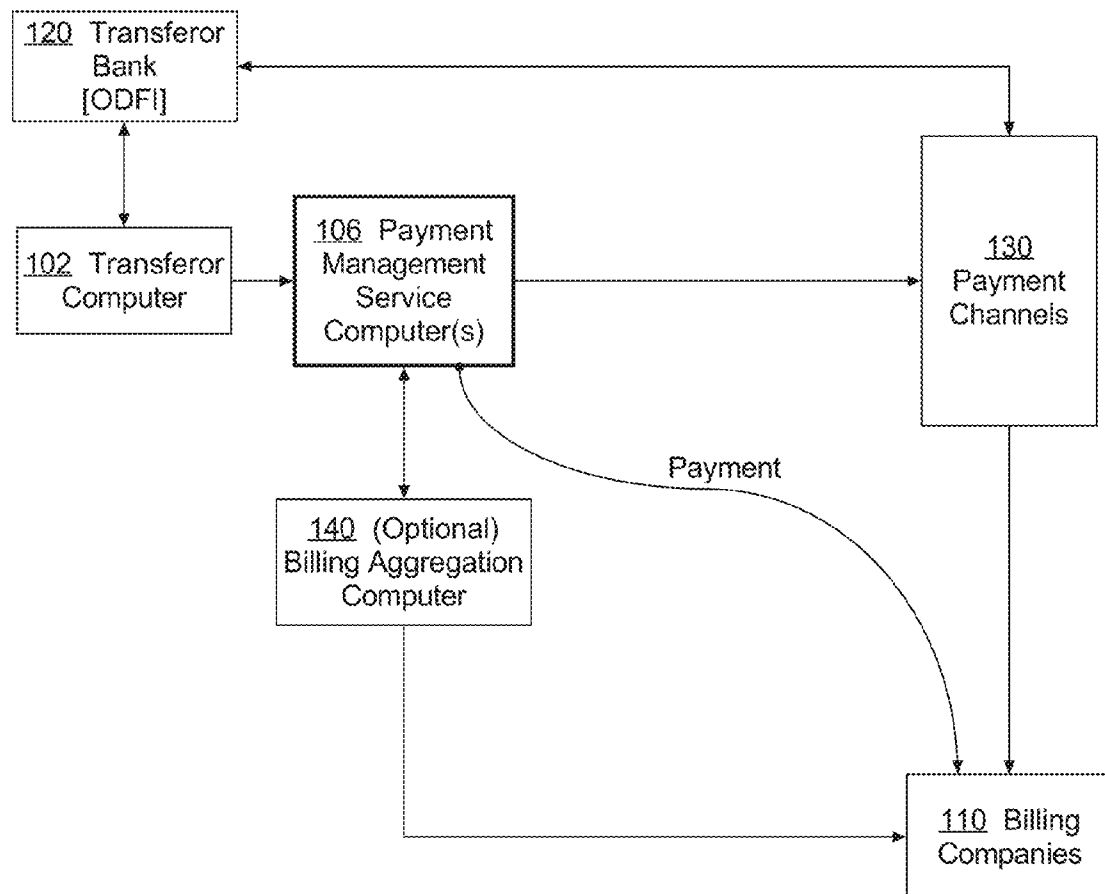 120 Transferor
Bank
[ODFI]
102 Transferor
Computer
106 Payment
Management
Service
Computer(s)
130
Payment
Channels
Payment
140 (Optional)
Billing Aggregation
Computer
110 Billing
Companies